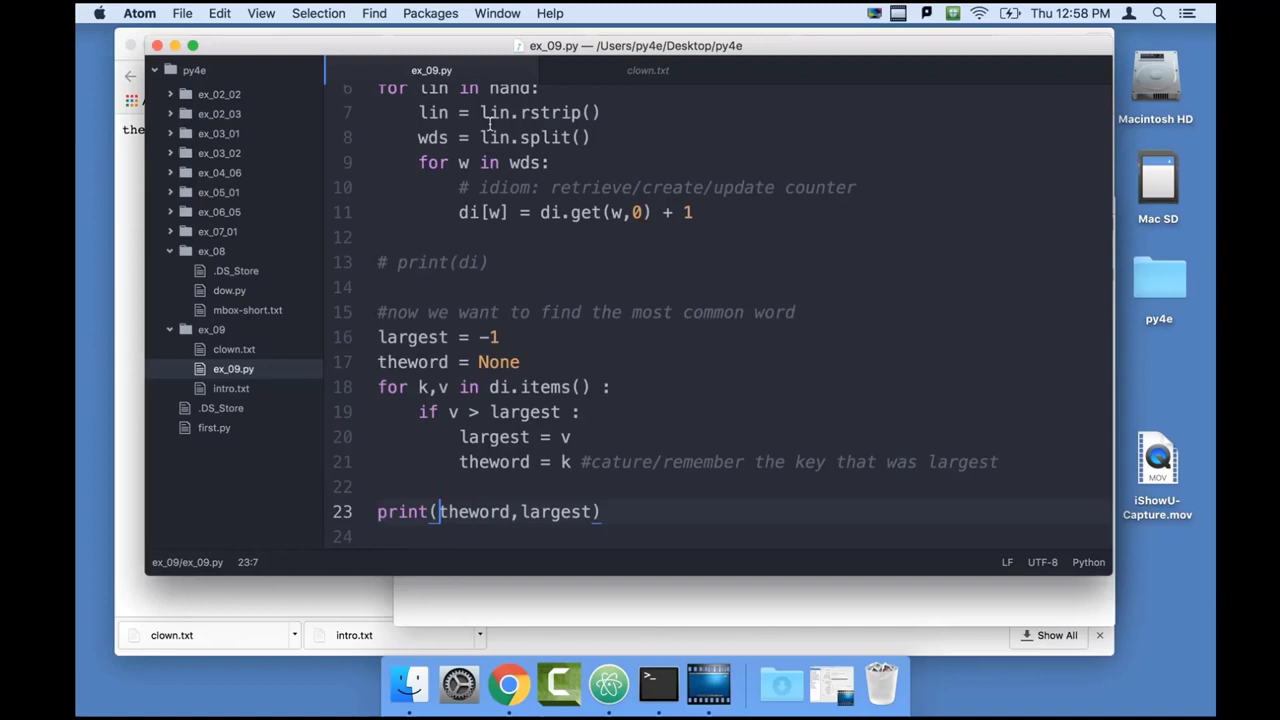 Atom File Edit View Selection Find Packages Window Help Thu 12:58 PM
ex_09.py — /Users/py4e/Desktop/py4e
py4e
ex_02_02
ex_02_03
ex_03_01
ex_03_02
ex_04_06
ex_05_01
ex_06_05
ex_07_01
ex_08
.DS_Store
dow.py
mbox-short.txt
ex_09
clown.txt
ex_09.py
intro.txt
.DS_Store
first.py
ex_09.py clown.txt
6 for lin in hand:
7 lin = lin.rstrip()
8 wds = lin.split()
9 for w in wds:
10 # idiom: retrieve/create/update counter
11 di[w] = di.get(w,0) + 1
12
13 # print(di)
14
15 #now we want to find the most common word
16 largest = -1
17 theword = None
18 for k,v in di.items() :
19 if v > largest :
20 largest = v
21 theword = k #cature/remember the key that was largest
22
23 print(theword,largest)
24
ex_09/ex_09.py 23:7 LF UTF-8 Python
clown.txt intro.txt Show All
Macintosh HD
Mac SD
py4e
MOV
iShowU-
Capture.mov